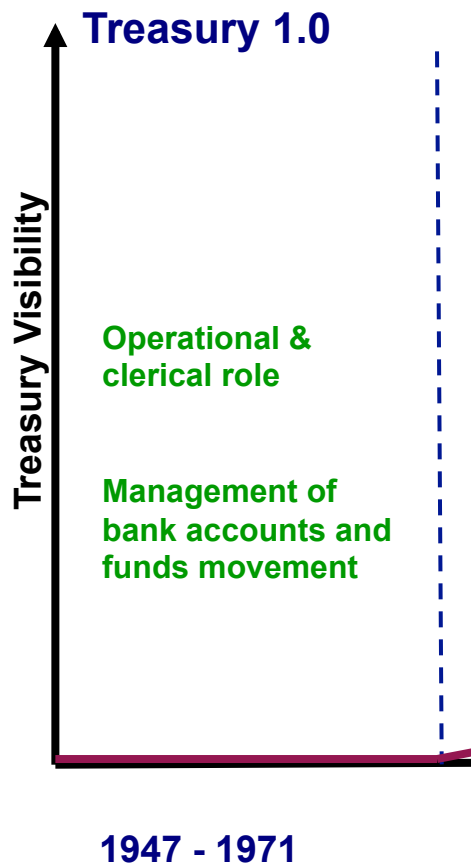 Treasury 1.0
Treasury Visibility
Operational &
clerical role
Management of
bank accounts and
funds movement
1947 - 1971